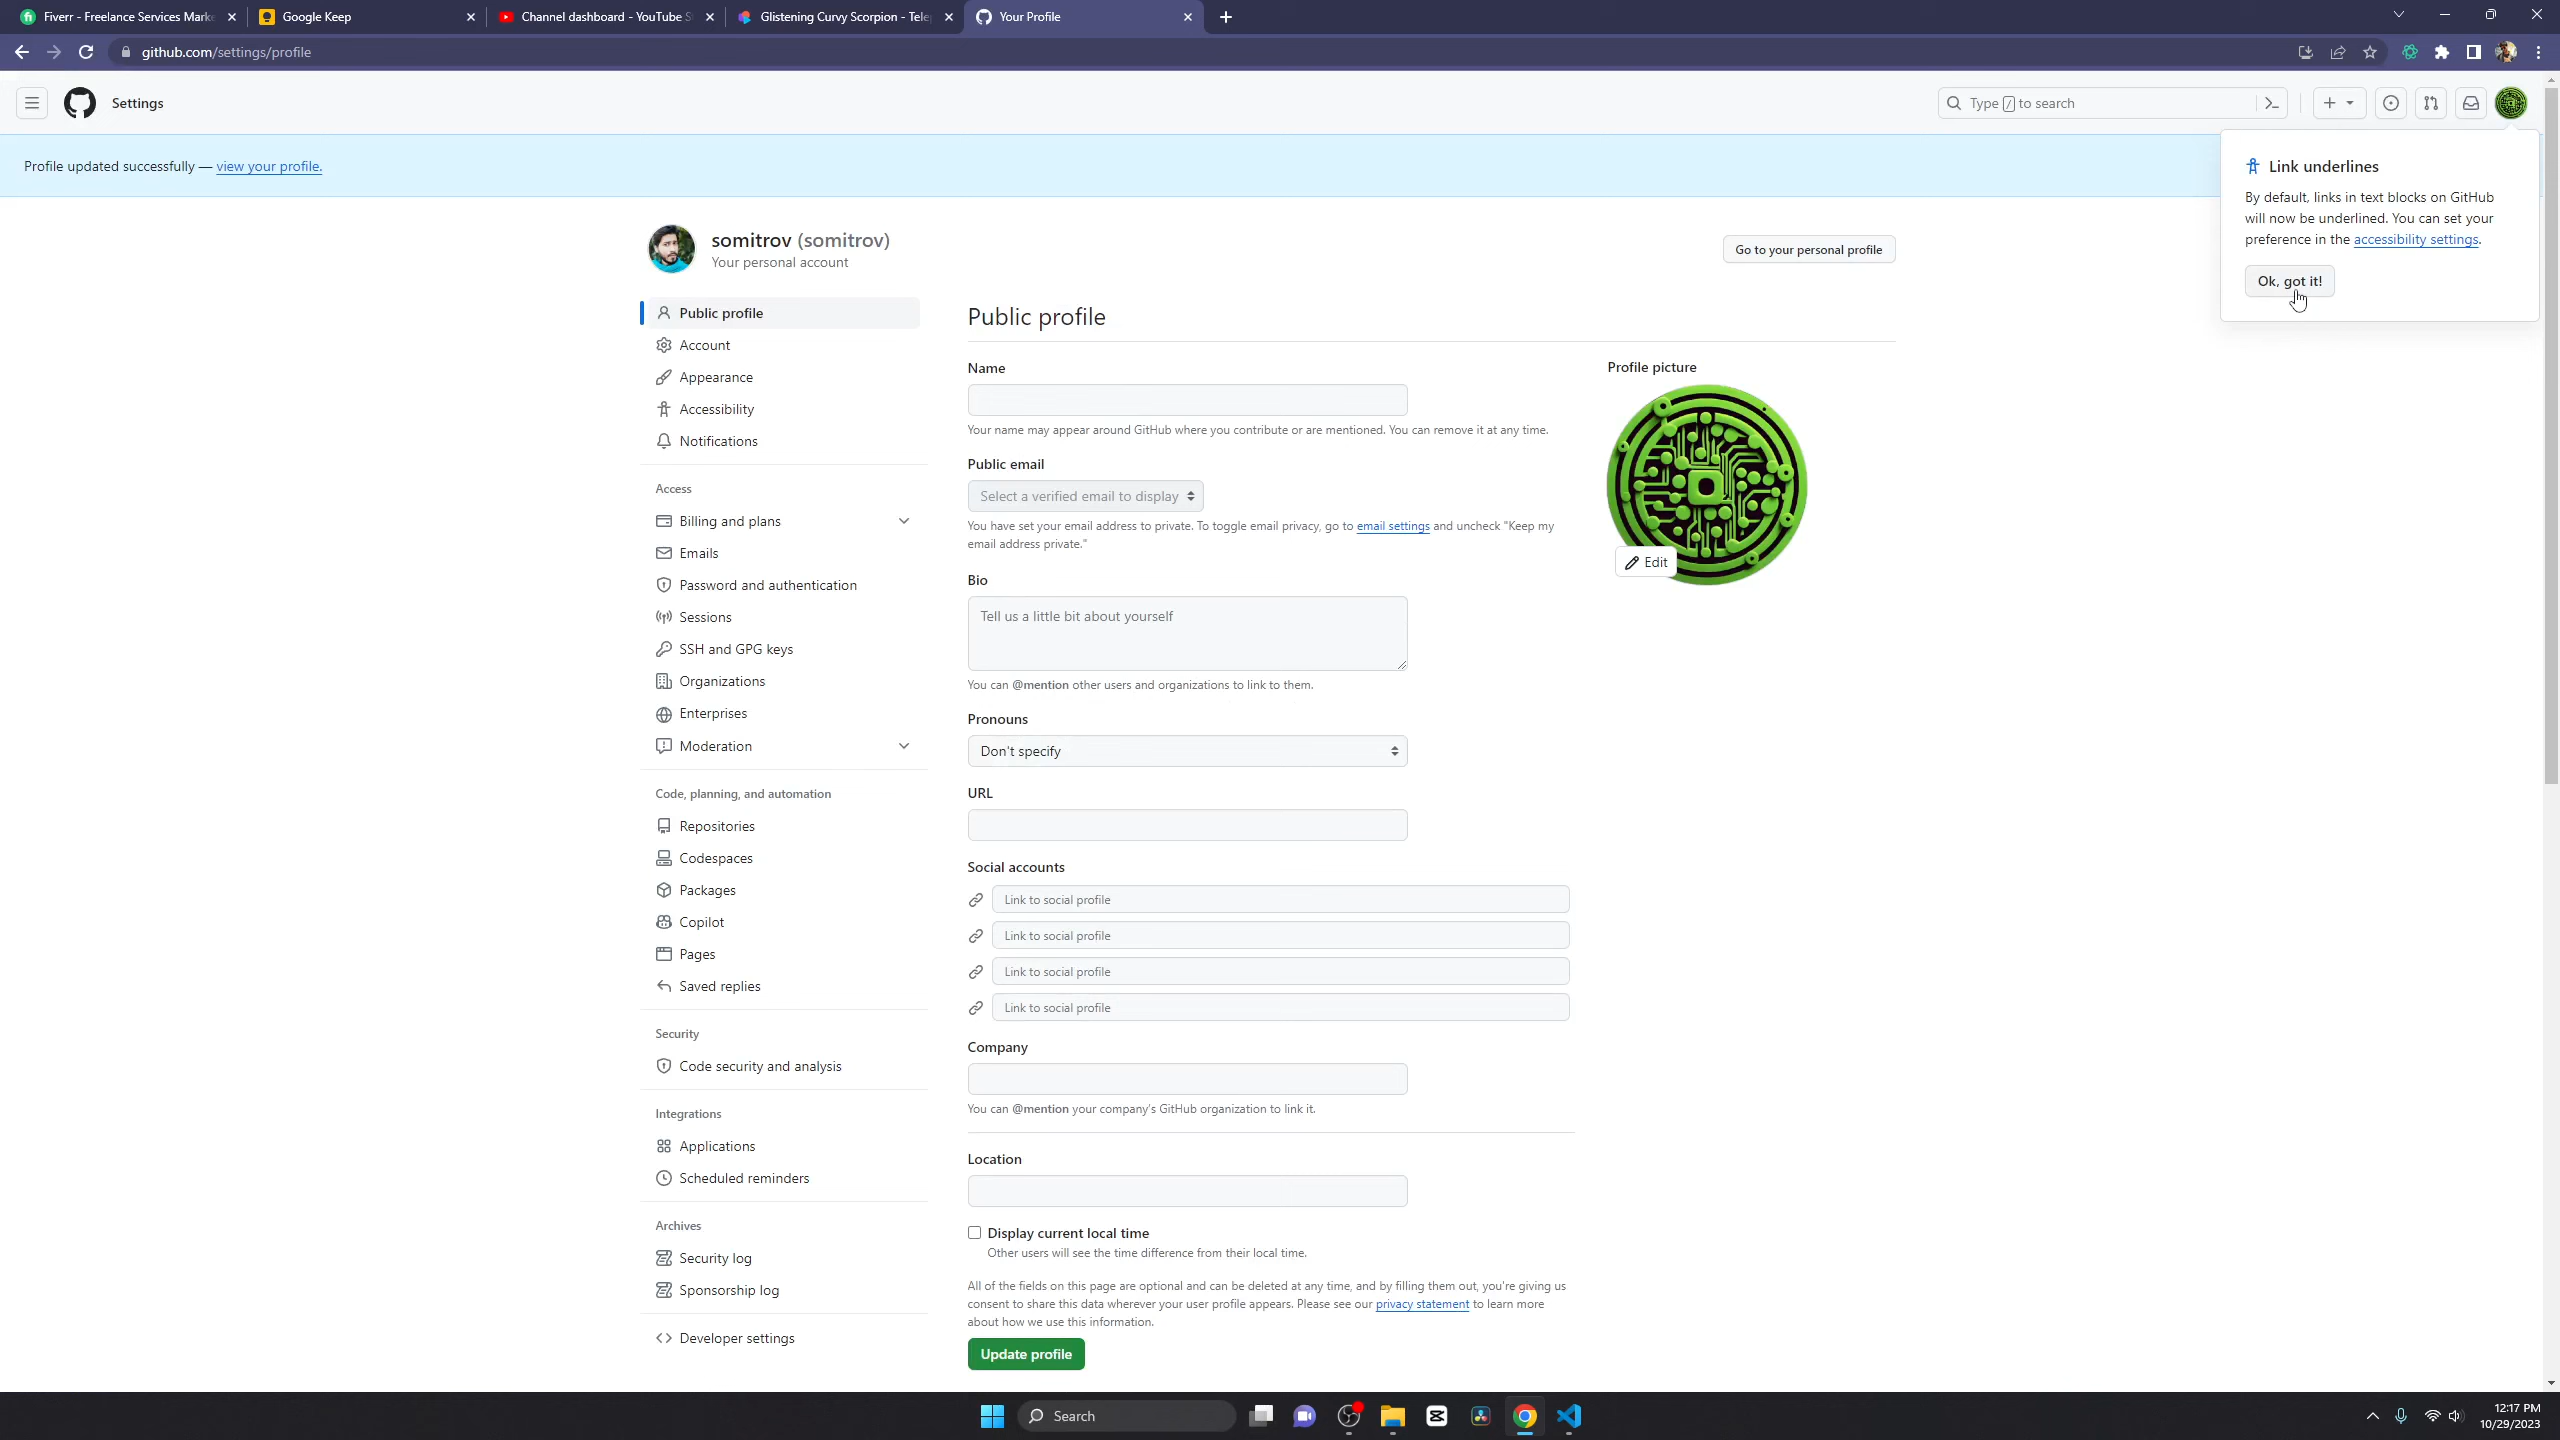 Fiverr - Freelance Services Mark
Google Keep
Channel dashboard - YouTube S
Glistening Curvy Scorpion - Tele
Your Profile
github.com/settings/profile
Settings
Type / to search
Profile updated successfully — view your profile.
Link underlines
By default, links in text blocks on GitHub
will now be underlined. You can set your
preference in the accessibility settings.
Ok, got it!
somitrov (somitrov)
Your personal account
Go to your personal profile
Public profile
Account
Appearance
Accessibility
Notifications
Access
Billing and plans
Emails
Password and authentication
Sessions
SSH and GPG keys
Organizations
Enterprises
Moderation
Code, planning, and automation
Repositories
Codespaces
Packages
Copilot
Pages
Saved replies
Security
Code security and analysis
Integrations
Applications
Scheduled reminders
Archives
Security log
Sponsorship log
Developer settings
Public profile
Name
Your name may appear around GitHub where you contribute or are mentioned. You can remove it at any time.
Public email
Select a verified email to display
You have set your email address to private. To toggle email privacy, go to email settings and uncheck "Keep my
email address private."
Bio
Tell us a little bit about yourself
You can @mention other users and organizations to link to them.
Pronouns
Don't specify
URL
Social accounts
Link to social profile
Link to social profile
Link to social profile
Link to social profile
Company
You can @mention your company's GitHub organization to link it.
Location
Display current local time
Other users will see the time difference from their local time.
All of the fields on this page are optional and can be deleted at any time, and by filling them out, you're giving us
consent to share this data wherever your user profile appears. Please see our privacy statement to learn more
about how we use this information.
Update profile
Profile picture
Edit
Search
12:17 PM
10/29/2023